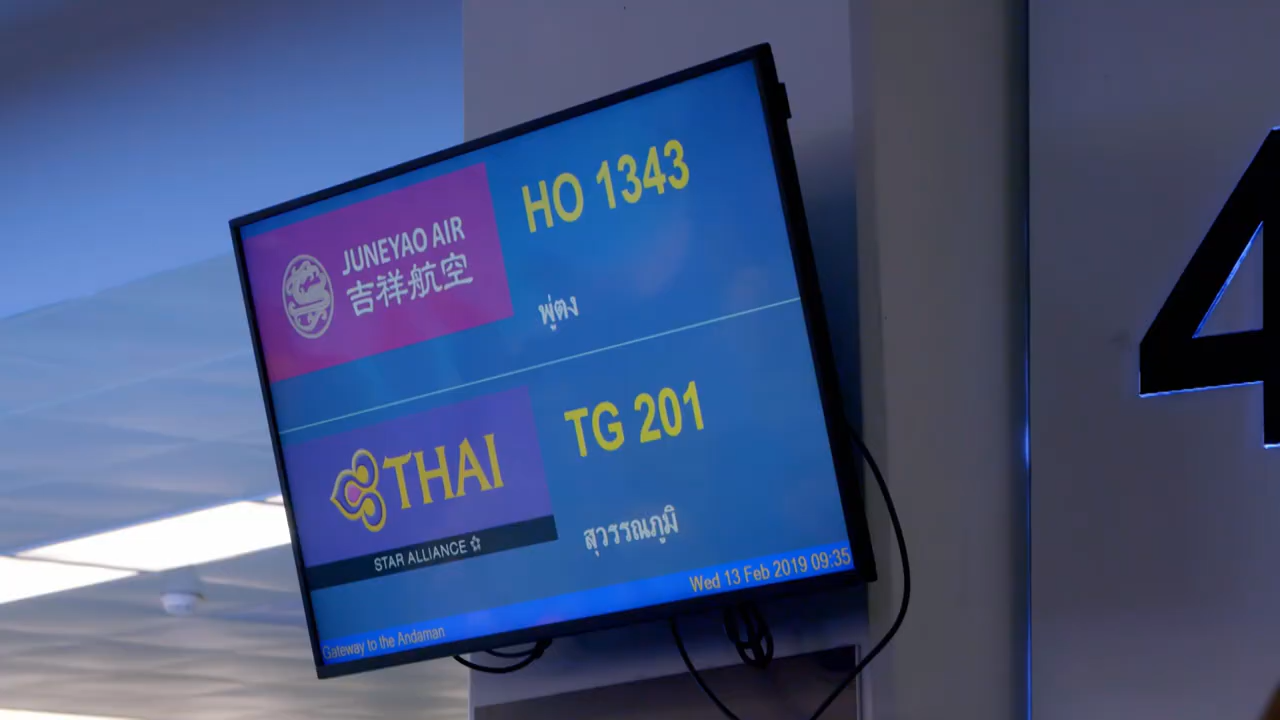 JUNEYAO AIR
吉祥航空
HO 1343
พู่ตง
THAI
STAR ALLIANCE
TG 201
สุวรรณภูมิ
Gateway to the Andaman
Wed 13 Feb 2019 09:35
4